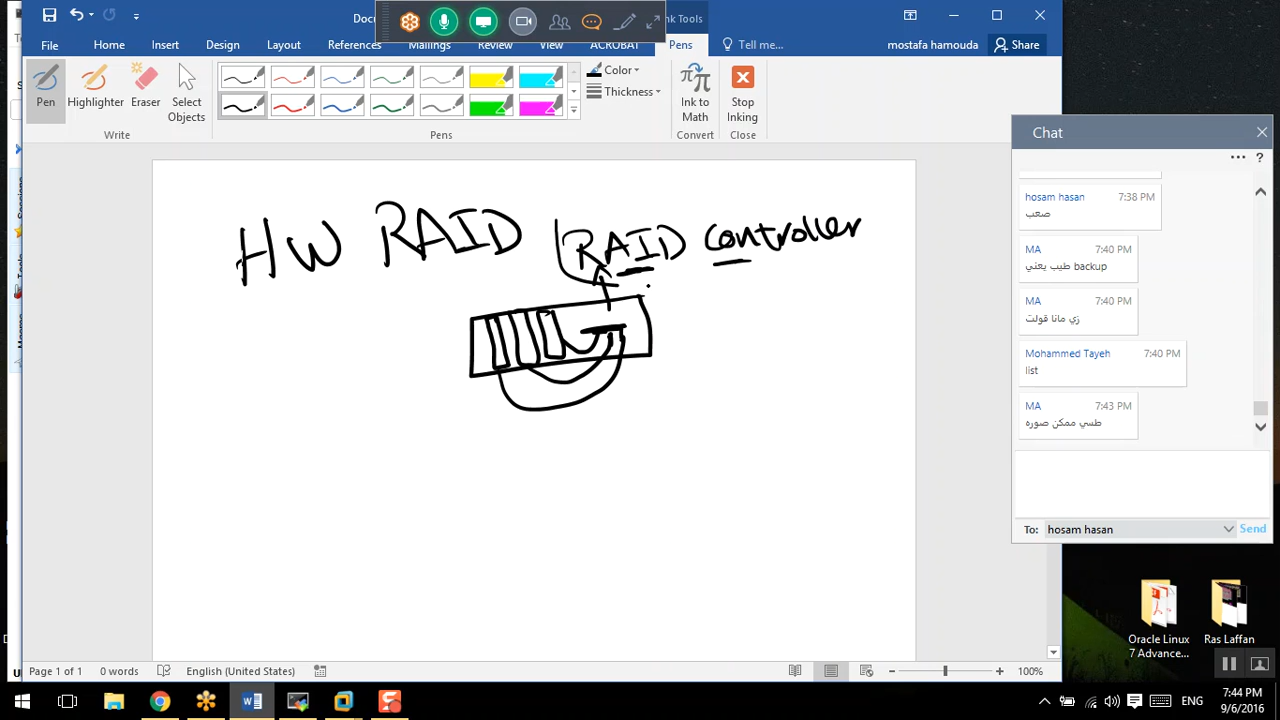 Doc
nk Tools
File
Home
Insert
Design
Layout
References
Mailings
Review
View
ACROBAT
Pens
Tell me...
mostafa hamouda
Share
Pen
Highlighter
Eraser
Select Objects
Write
Pens
Color
Thickness
Ink to Math
Convert
Stop Inking
Close
HW RAID
RAID controller
Chat
hosam hasan 7:38 PM
صعب
MA 7:40 PM
طيب يعني backup
MA 7:40 PM
زي مانا قولت
Mohammed Tayeh 7:40 PM
list
MA 7:43 PM
طسي ممكن صوره
To: hosam hasan
Send
Oracle Linux
7 Advance...
Ras Laffan
Page 1 of 1
0 words
English (United States)
100%
ENG
7:44 PM
9/6/2016